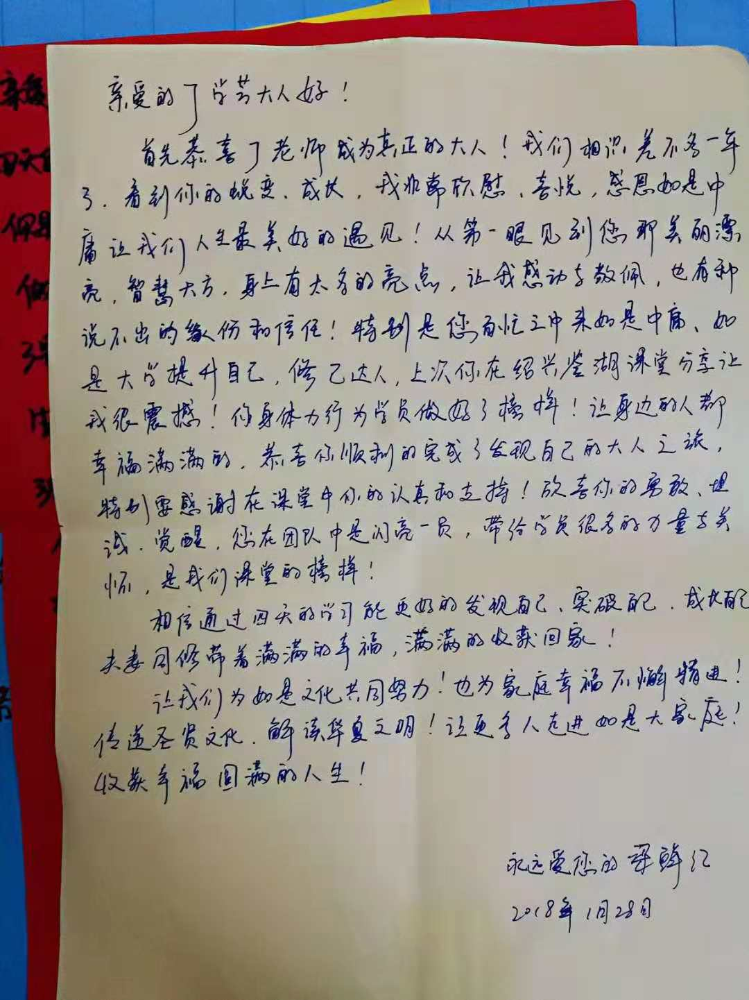 亲爱的丁学芸大人好！
首先恭喜丁老师成为真正的大人！我们相识差不多一年
了．看到你的蜕变、成长，我非常欣慰、喜悦，感恩如是中
庸让我们人生最美好的遇见！从第一眼见到您那美丽漂
亮，智慧大方，身上有太多的亮点，让我感动与敬佩，也有种
说不出的缘份和信任！特别是您百忙之中来如是中庸、如
是大学提升自己，修己达人，上次你在绍兴鉴湖课堂分享让
我很震撼！你身体力行为学员做好了榜样！让身边的人都
幸福满满的．恭喜你顺利的完成了发现自己的大人之旅，
特别要感谢在课堂中你的认真和支持！欣喜你的勇敢、坦
诚．觉醒，您在团队中是闪亮一员，带给学员很多的力量与关
怀，是我们课堂的榜样！
相信通过四天的学习能更好的发现自己、突破自己．成长自己
夫妻同修带着满满的幸福，满满的收获回家！
让我们为如是文化共同努力！也为家庭幸福不懈精进！
传递圣贤文化．解读华夏文明！让更多人走进如是大家庭！
收获幸福圆满的人生！
永远爱您的
2018年1月28日
亲爱
四天